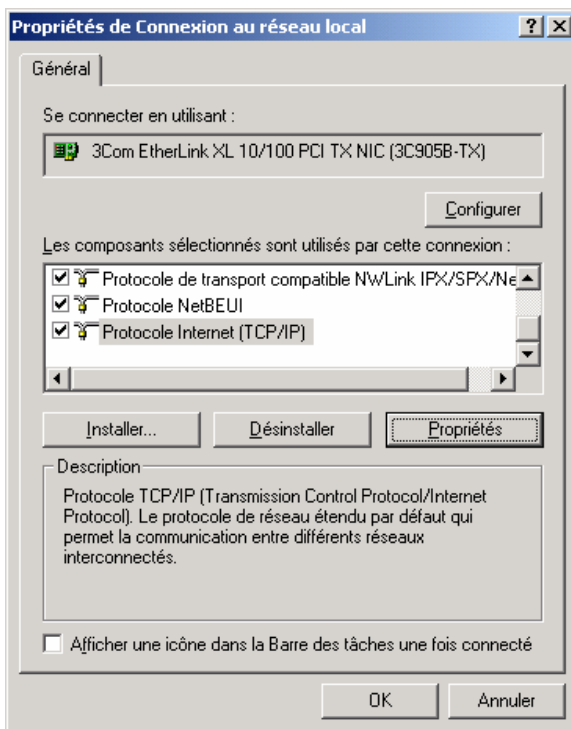 Propriétés de Connexion au réseau local
Général
Se connecter en utilisant :
3Com EtherLink XL 10/100 PCI TX NIC (3C905B-TX)
Configurer
Les composants sélectionnés sont utilisés par cette connexion :
Protocole de transport compatible NWLink IPX/SPX/Ne
Protocole NetBEUI
Protocole Internet (TCP/IP)
Installer... Désinstaller Propriétés
Description
Protocole TCP/IP (Transmission Control Protocol/Internet
Protocol). Le protocole de réseau étendu par défaut qui
permet la communication entre différents réseaux
interconnectés.
Afficher une icône dans la Barre des tâches une fois connecté
OK Annuler